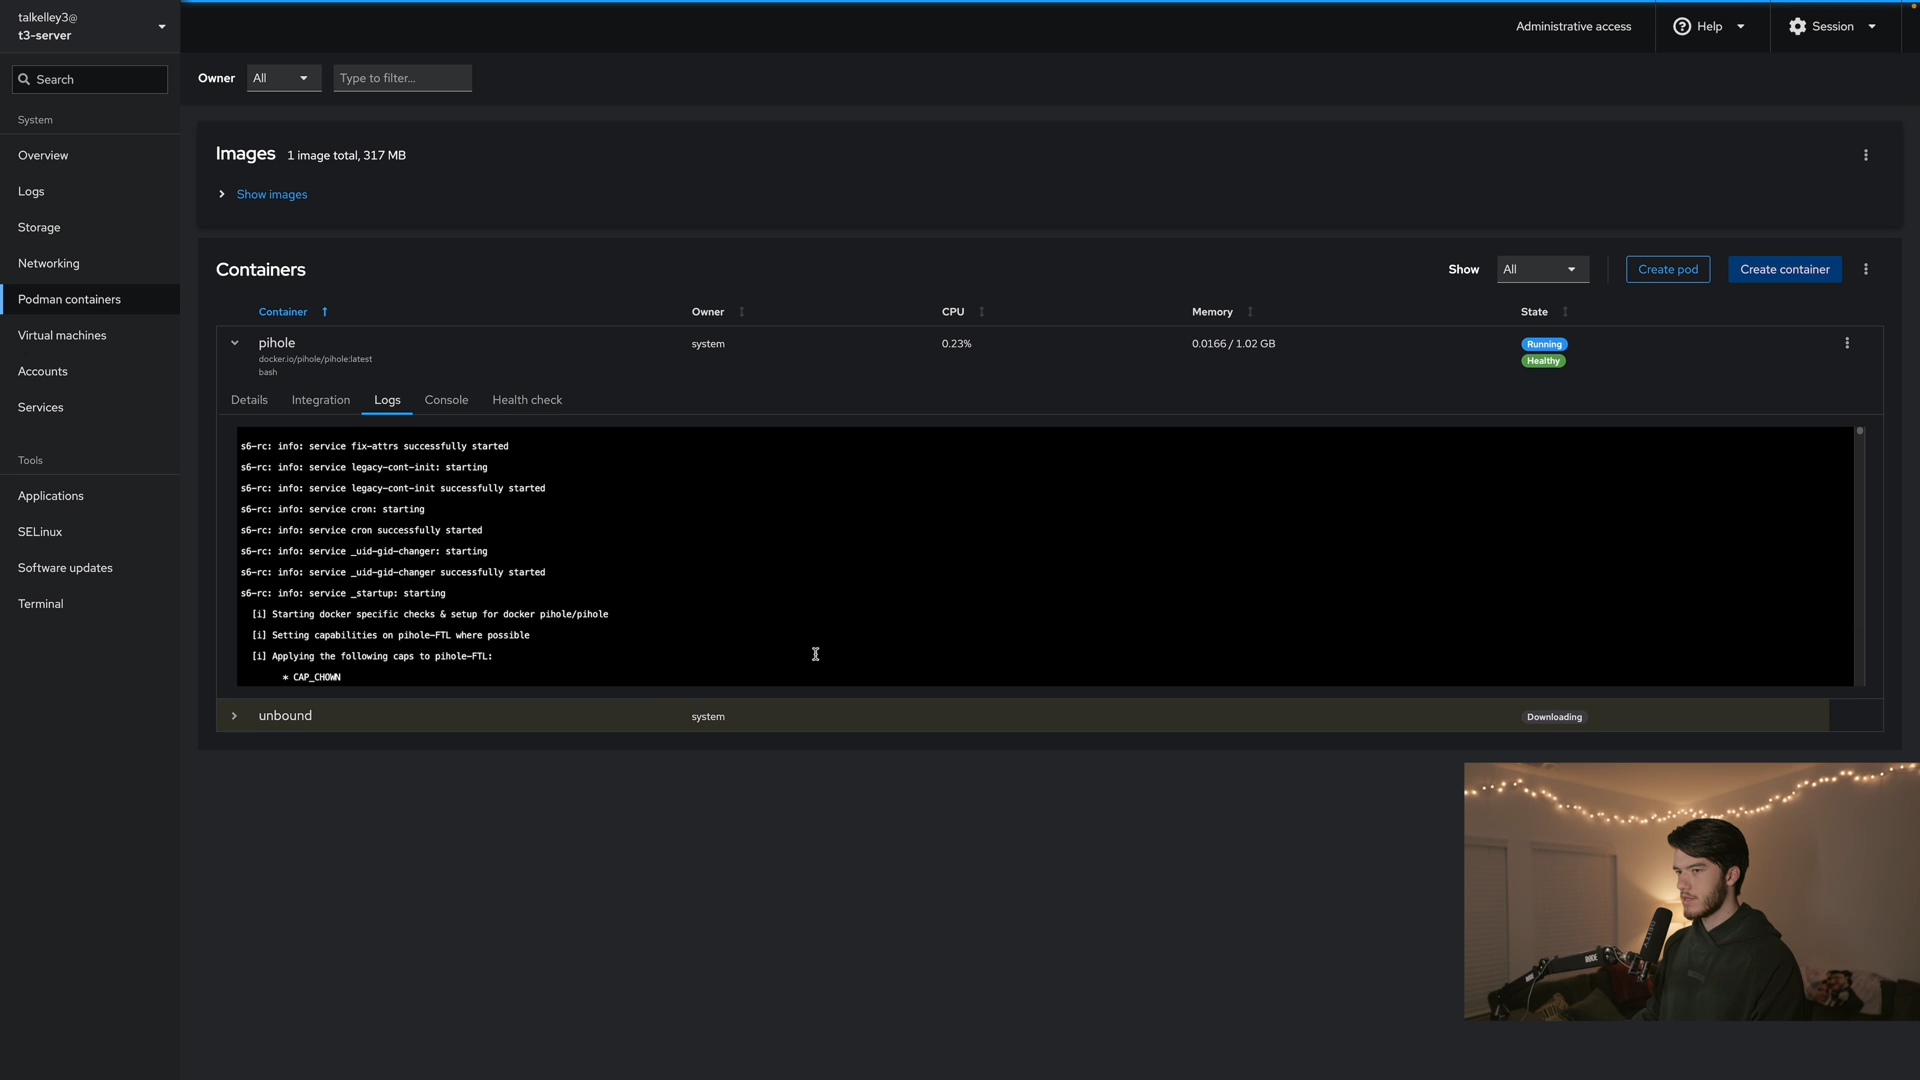 talkelley3@
t3-server
Search
System
Overview
Logs
Storage
Networking
Podman containers
Virtual machines
Accounts
Services
Tools
Applications
SELinux
Software updates
Terminal
Administrative access
Help
Session
Owner All Type to filter...
Images 1 image total, 317 MB
Show images
Containers
Show All Create pod Create container
Container Owner CPU Memory State
pihole system 0.23% 0.0166 / 1.02 GB Running
docker.io/pihole/pihole:latest Healthy
bash
Details Integration Logs Console Health check
s6-rc: info: service fix-attrs successfully started
s6-rc: info: service legacy-cont-init: starting
s6-rc: info: service legacy-cont-init successfully started
s6-rc: info: service cron: starting
s6-rc: info: service cron successfully started
s6-rc: info: service _uid-gid-changer: starting
s6-rc: info: service _uid-gid-changer successfully started
s6-rc: info: service _startup: starting
[i] Starting docker specific checks & setup for docker pihole/pihole
[i] Setting capabilities on pihole-FTL where possible
[i] Applying the following caps to pihole-FTL:
* CAP_CHOWN
unbound system Downloading
RØDE